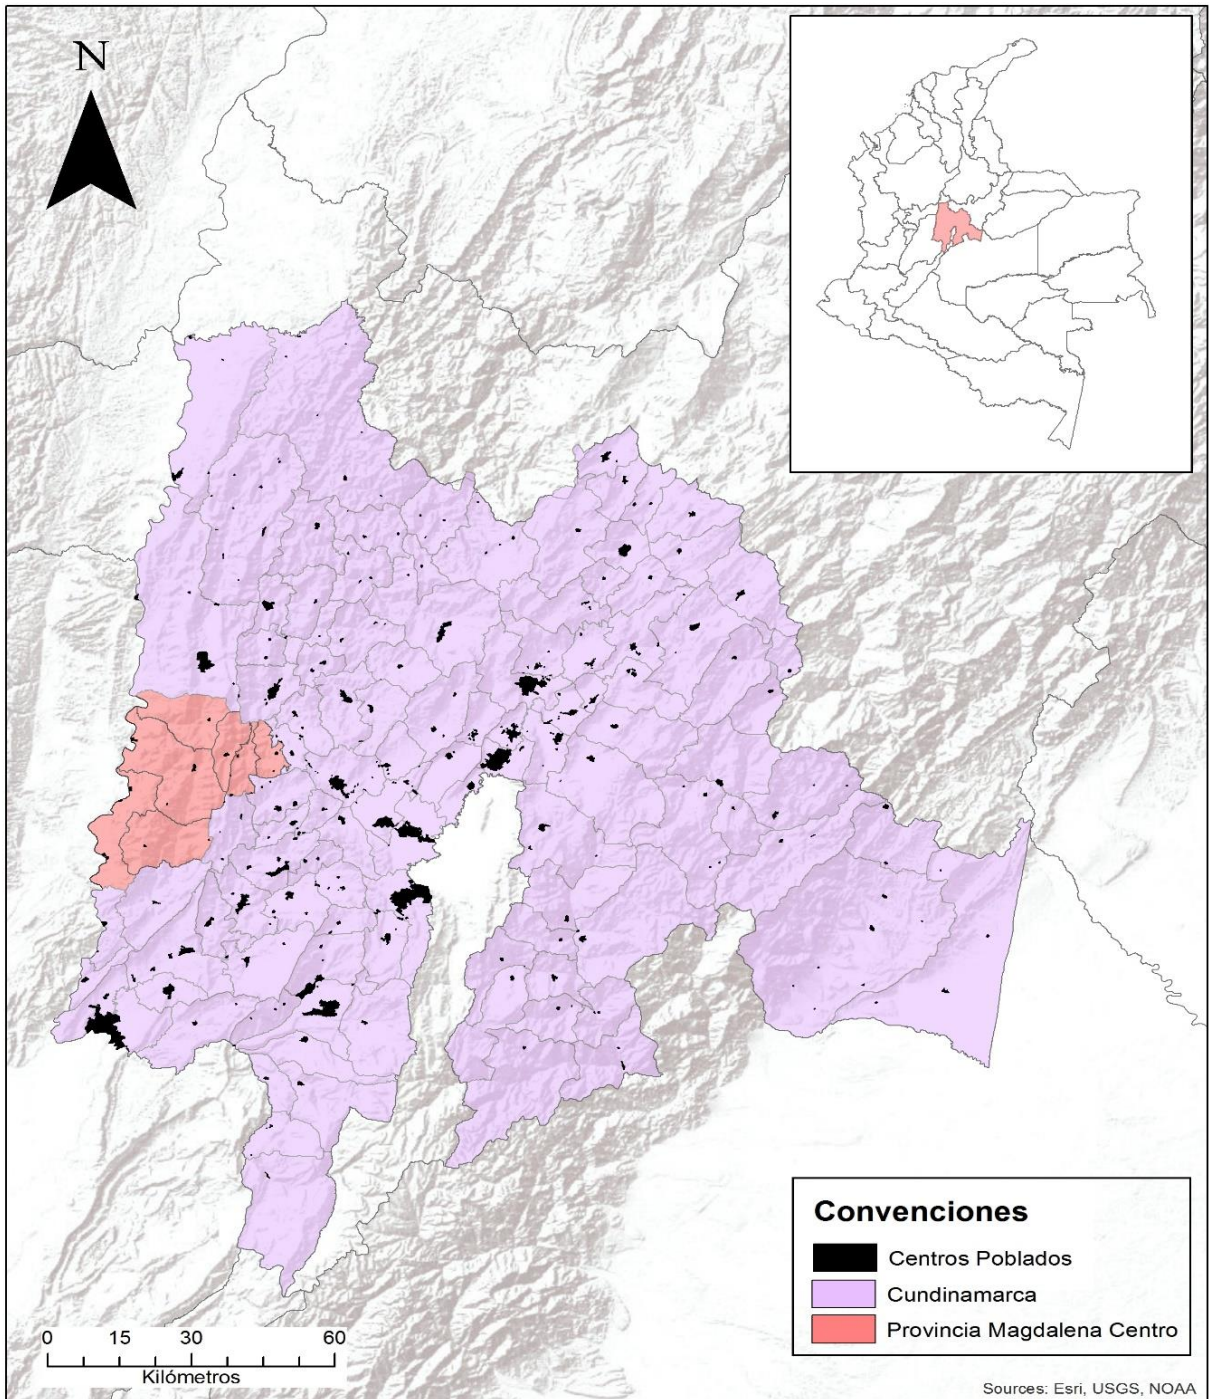 N
Convenciones
Centros Poblados
Cundinamarca
Provincia Magdalena Centro
0 15 30 60
Kilómetros
Sources: Esri, USGS, NOAA